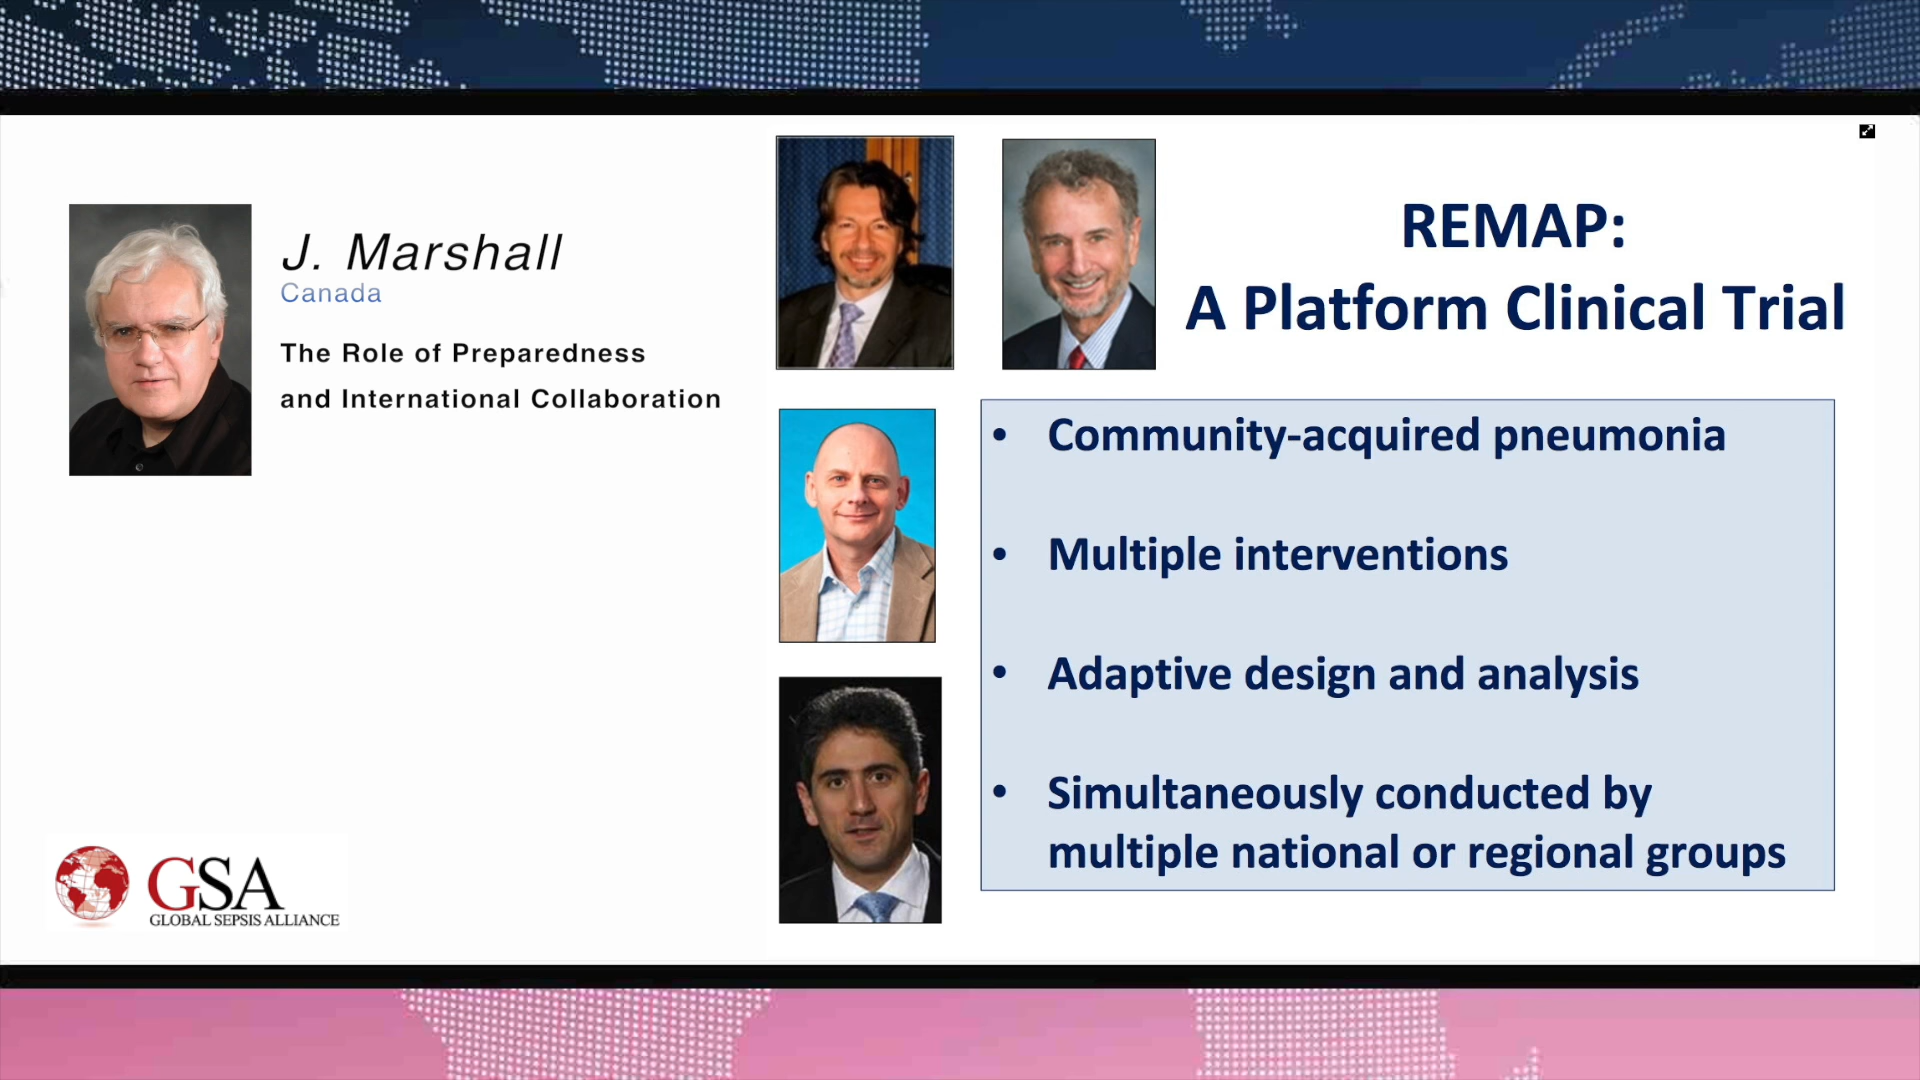 J. Marshall
Canada
The Role of Preparedness
and International Collaboration
GSA
GLOBAL SEPSIS ALLIANCE
REMAP:
A Platform Clinical Trial
• Community-acquired pneumonia
• Multiple interventions
• Adaptive design and analysis
• Simultaneously conducted by
multiple national or regional groups